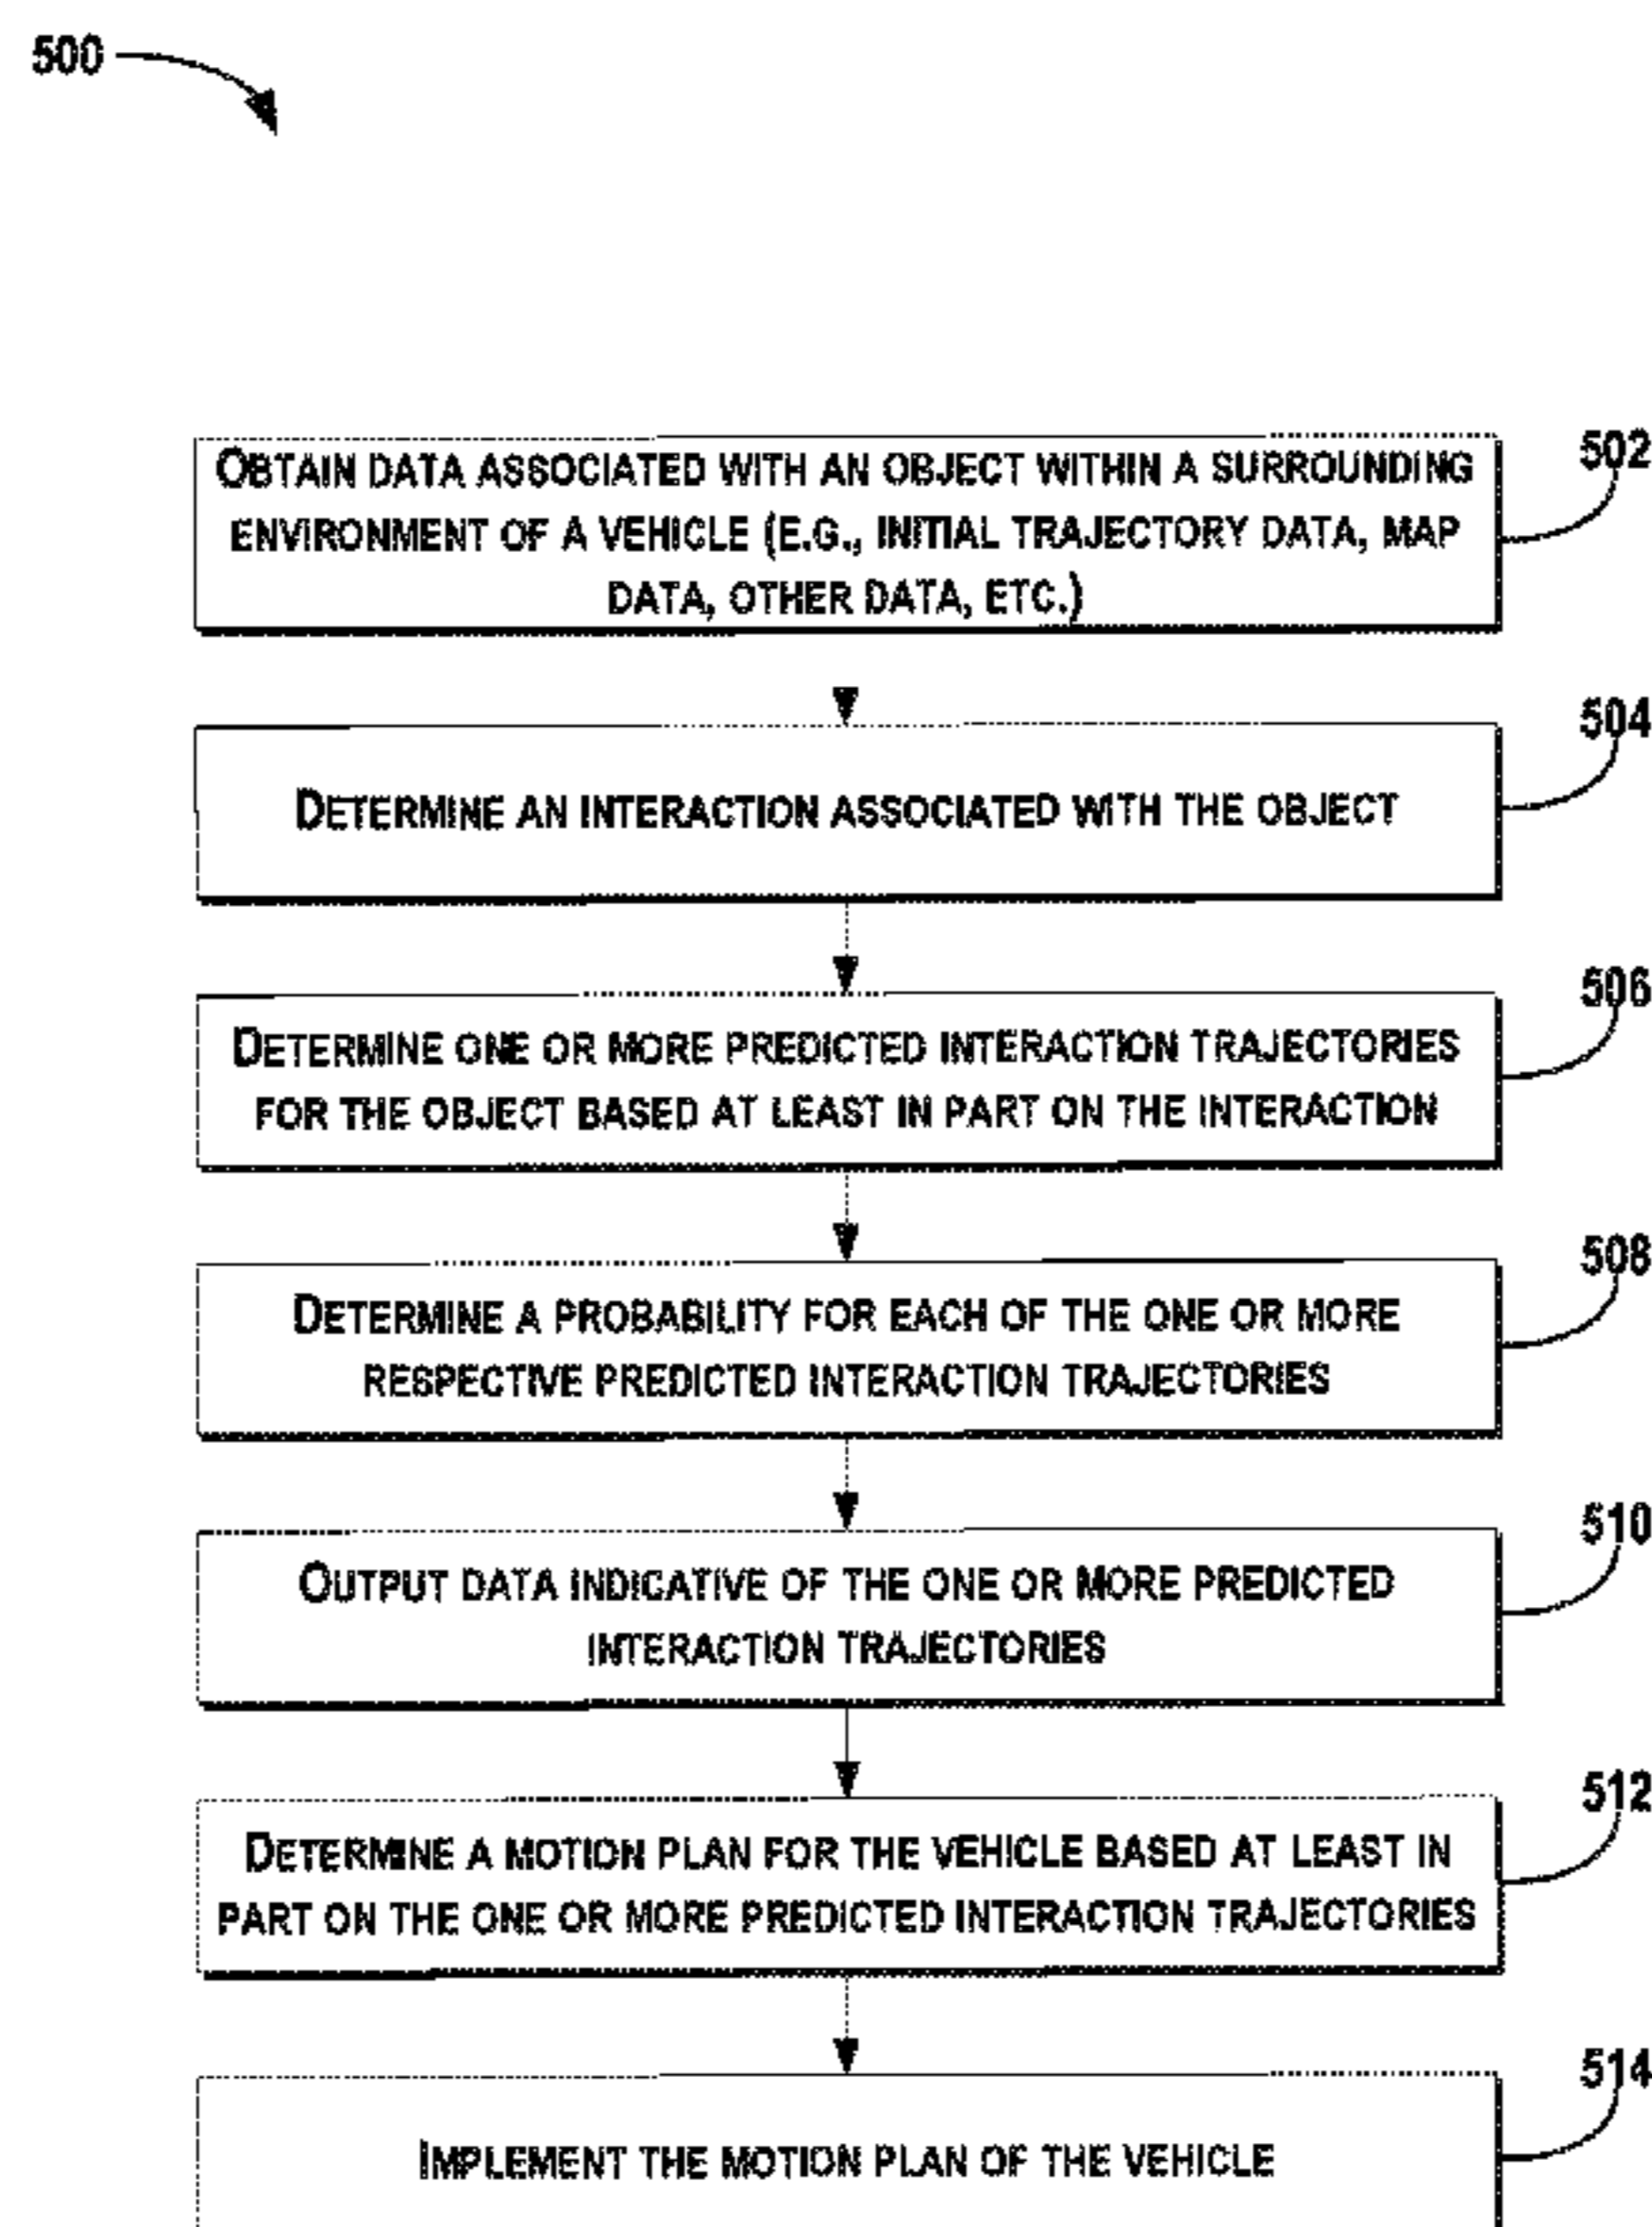 500
OBTAIN DATA ASSOCIATED WITH AN OBJECT WITHIN A SURROUNDING
ENVIRONMENT OF A VEHICLE (E.G., INITIAL TRAJECTORY DATA, MAP
DATA, OTHER DATA, ETC.)
502
DETERMINE AN INTERACTION ASSOCIATED WITH THE OBJECT
504
DETERMINE ONE OR MORE PREDICTED INTERACTION TRAJECTORIES
FOR THE OBJECT BASED AT LEAST IN PART ON THE INTERACTION
506
DETERMINE A PROBABILITY FOR EACH OF THE ONE OR MORE
RESPECTIVE PREDICTED INTERACTION TRAJECTORIES
508
OUTPUT DATA INDICATIVE OF THE ONE OR MORE PREDICTED
INTERACTION TRAJECTORIES
510
DETERMINE A MOTION PLAN FOR THE VEHICLE BASED AT LEAST IN
PART ON THE ONE OR MORE PREDICTED INTERACTION TRAJECTORIES
512
IMPLEMENT THE MOTION PLAN OF THE VEHICLE
514